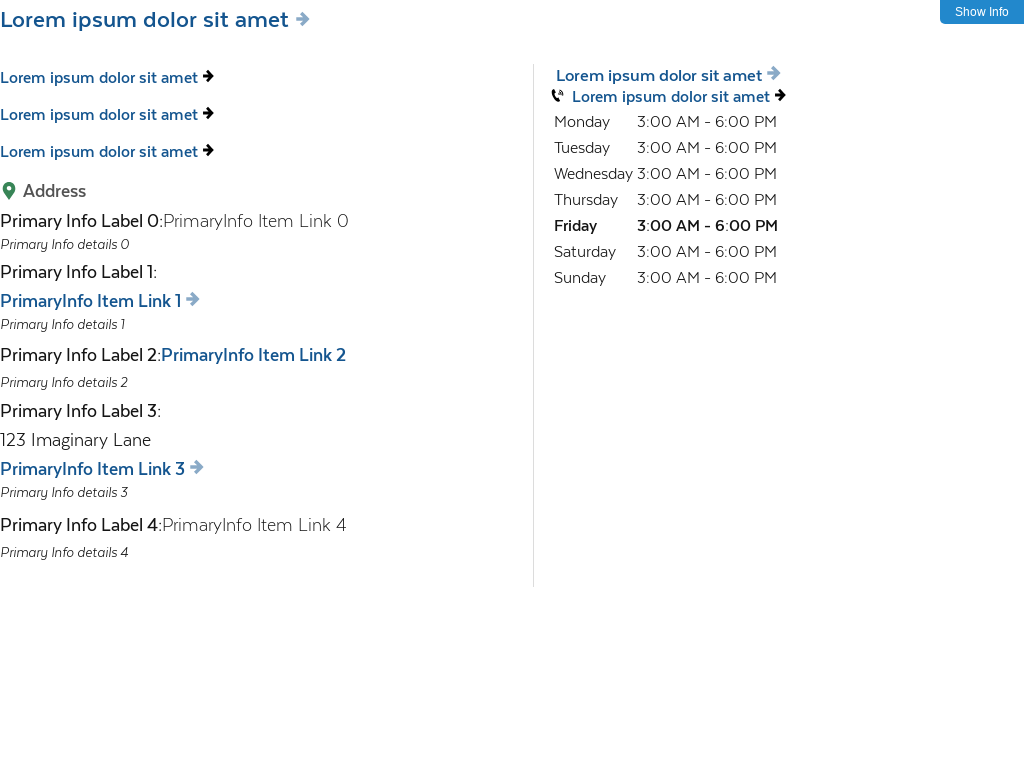 Lorem ipsum dolor sit amet
Show Info
Lorem ipsum dolor sit amet
Lorem ipsum dolor sit amet
Lorem ipsum dolor sit amet
Address
Primary Info Label 0:PrimaryInfo Item Link 0
Primary Info details 0
Primary Info Label 1:
PrimaryInfo Item Link 1
Primary Info details 1
Primary Info Label 2:PrimaryInfo Item Link 2
Primary Info details 2
Primary Info Label 3:
123 Imaginary Lane
PrimaryInfo Item Link 3
Primary Info details 3
Primary Info Label 4:PrimaryInfo Item Link 4
Primary Info details 4
Lorem ipsum dolor sit amet
Lorem ipsum dolor sit amet
Monday 3:00 AM - 6:00 PM
Tuesday 3:00 AM - 6:00 PM
Wednesday 3:00 AM - 6:00 PM
Thursday 3:00 AM - 6:00 PM
Friday 3:00 AM - 6:00 PM
Saturday 3:00 AM - 6:00 PM
Sunday 3:00 AM - 6:00 PM